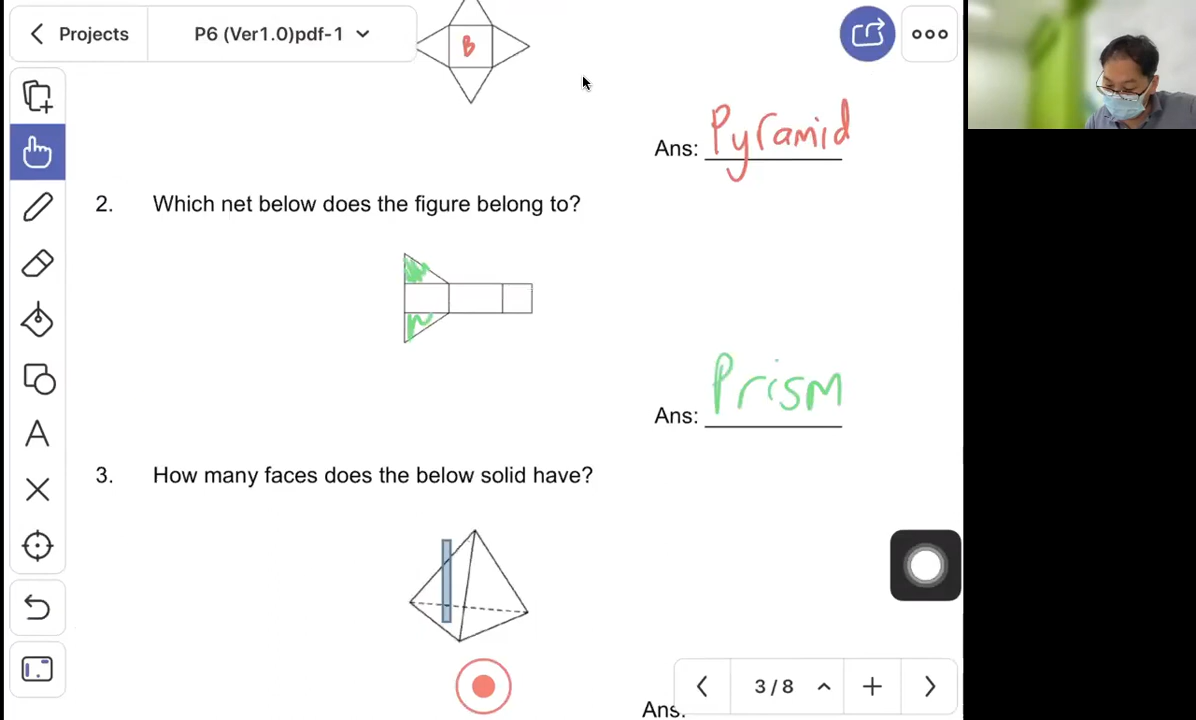 Projects
P6 (Ver1.0)pdf-1
B
Ans: Pyramid
2. Which net below does the figure belong to?
Ans: Prism
3. How many faces does the below solid have?
A
3 / 8
Ans: